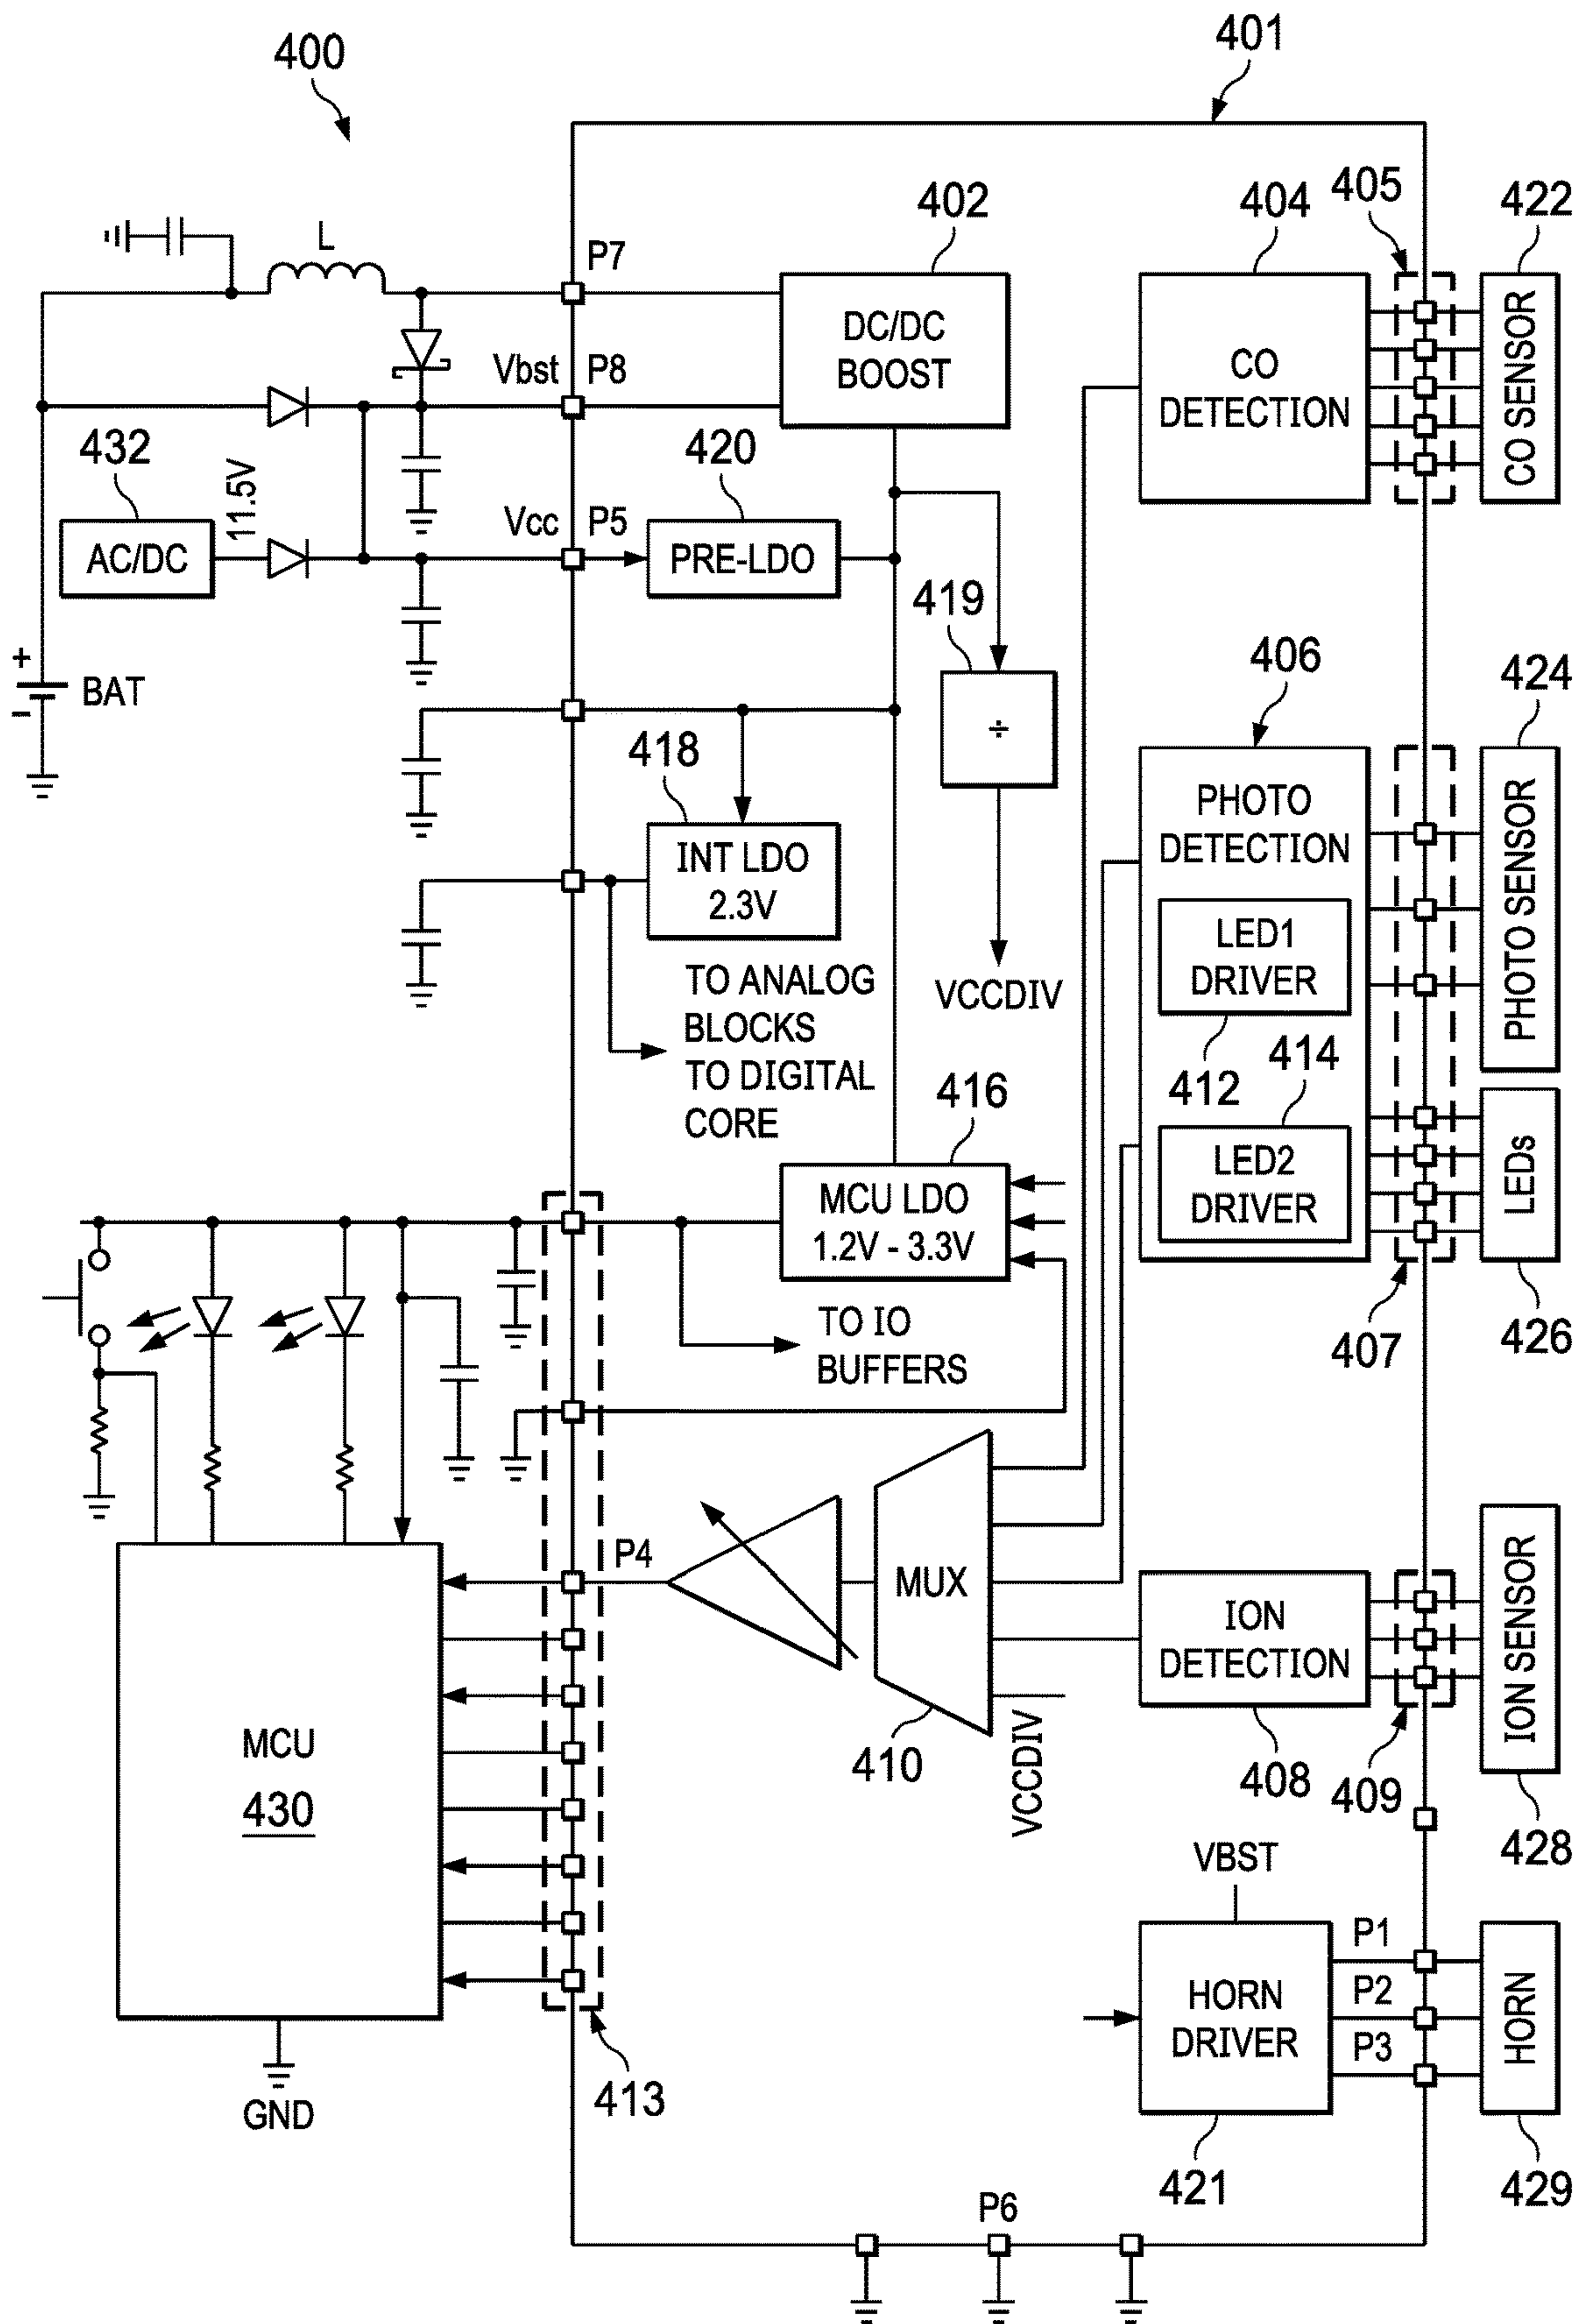 400
401
402
404
405
422
L
P7
DC/DC
BOOST
CO
DETECTION
CO SENSOR
Vbst
P8
432
11.5V
420
Vcc
P5
AC/DC
PRE-LDO
419
+
BAT
−
406
424
418
÷
PHOTO
DETECTION
PHOTO SENSOR
INT LDO
2.3V
LED1
DRIVER
TO ANALOG
BLOCKS
TO DIGITAL
CORE
VCCDIV
412
414
416
MCU LDO
1.2V - 3.3V
LED2
DRIVER
LEDs
TO IO
BUFFERS
407
426
P4
MUX
ION
DETECTION
ION SENSOR
MCU
430
410
VCCDIV
408
409
428
VBST
P1
P2
P3
HORN
DRIVER
HORN
GND
413
421
429
P6